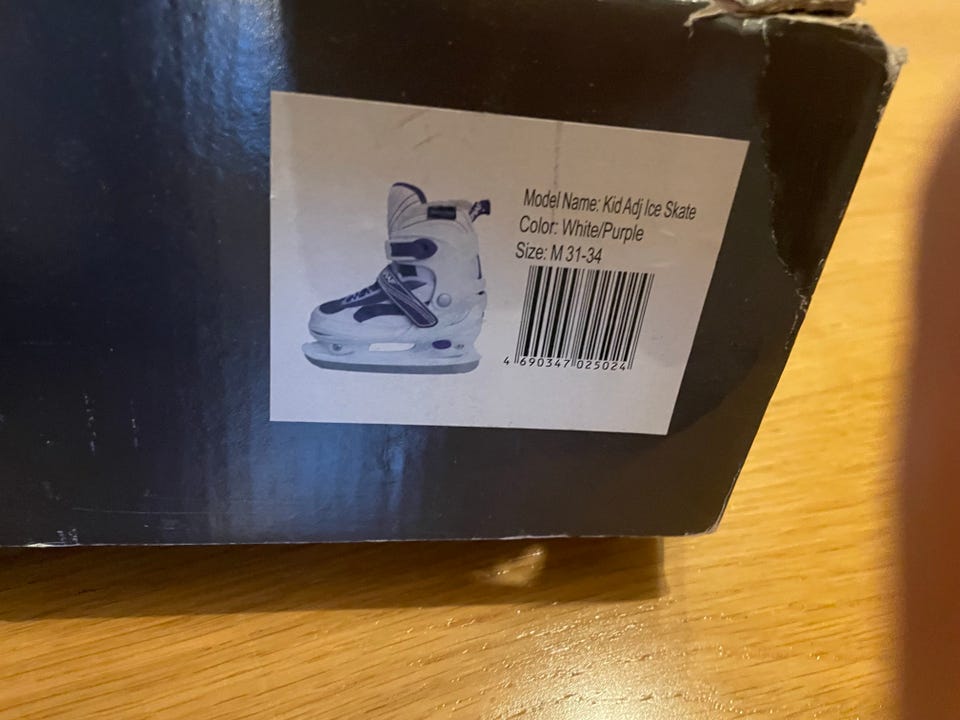 Model Name: Kid Adj Ice Skate
Color: White/Purple
Size: M 31-34
4 690347 025024